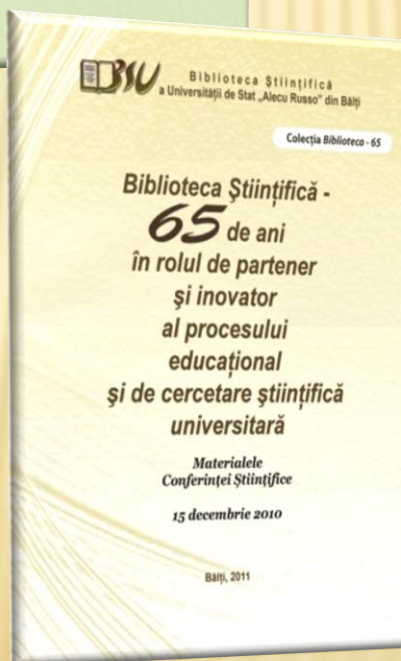 Biblioteca Ştiinţifică
a Universităţii de Stat „Alecu Russo" din Bălţi
Colecţia Biblioteca - 65
Biblioteca Ştiinţifică -
65 de ani
în rolul de partener
şi inovator
al procesului
educaţional
şi de cercetare ştiinţifică
universitară
Materialele
Conferinţei Ştiinţifice
15 decembrie 2010
Bălţi, 2011